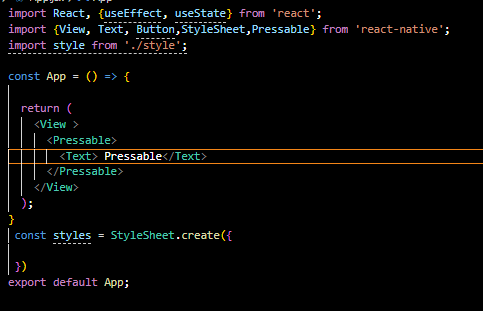 import React, {useEffect, useState} from 'react';
import {View, Text, Button,StyleSheet,Pressable} from 'react-native';
import style from './style';
const App = () => {
return (
<View >
<Pressable>
<Text> Pressable</Text>
</Pressable>
</View>
);
}
const styles = StyleSheet.create({
})
export default App;